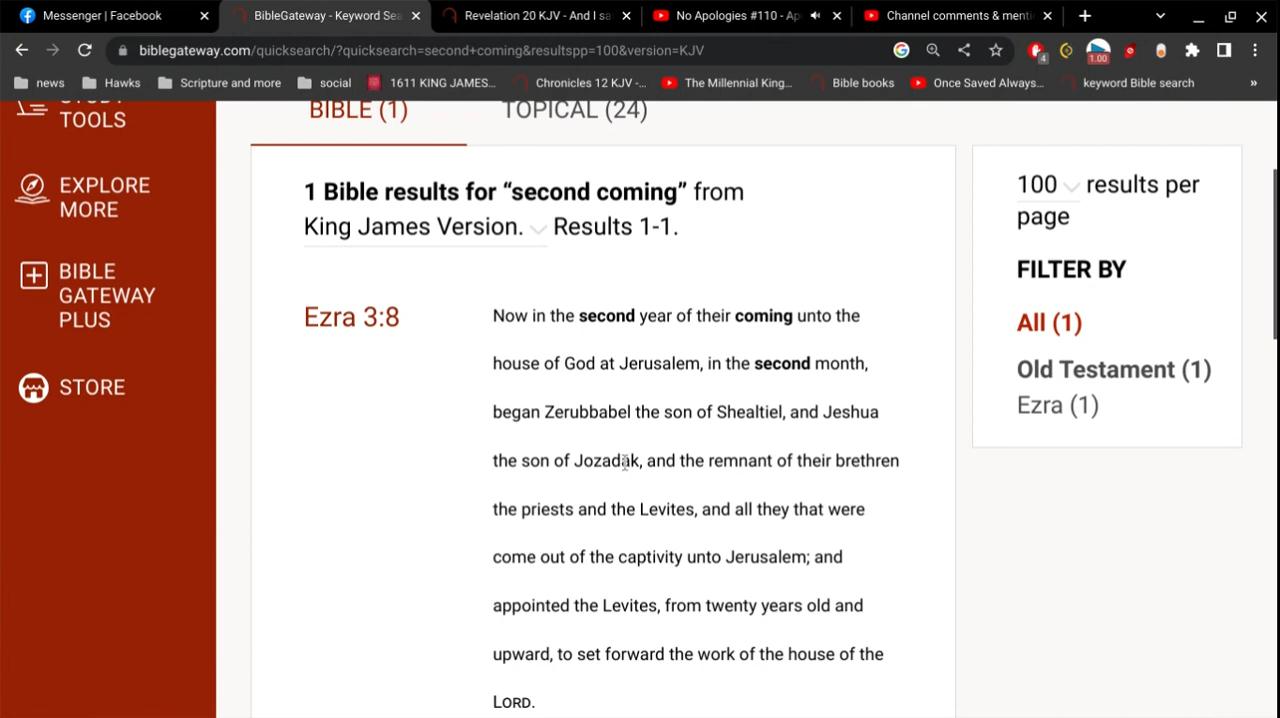 Messenger | Facebook
BibleGateway - Keyword Sea
Revelation 20 KJV - And I sa
No Apologies #110 - Ap
Channel comments & menti
biblegateway.com/quicksearch/?quicksearch=second+coming&resultspp=100&version=KJV
4
1.00
news
Hawks
Scripture and more
social
1611 KING JAMES...
Chronicles 12 KJV -...
The Millennial King...
Bible books
Once Saved Always...
keyword Bible search
»
STUDY
TOOLS
EXPLORE
MORE
BIBLE
GATEWAY
PLUS
STORE
BIBLE (1)
TOPICAL (24)
1 Bible results for “second coming” from
King James Version. Results 1-1.
Ezra 3:8
Now in the second year of their coming unto the
house of God at Jerusalem, in the second month,
began Zerubbabel the son of Shealtiel, and Jeshua
the son of Jozadak, and the remnant of their brethren
the priests and the Levites, and all they that were
come out of the captivity unto Jerusalem; and
appointed the Levites, from twenty years old and
upward, to set forward the work of the house of the
LORD.
100 results per
page
FILTER BY
All (1)
Old Testament (1)
Ezra (1)